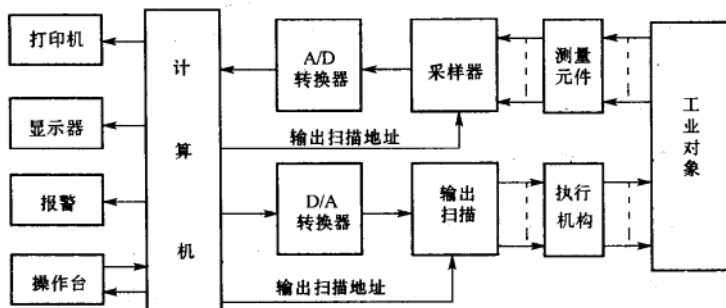 打印机
显示器
报警
操作台
计
算
机
A/D
转换器
采样器
测量
元件
工业对象
输出扫描地址
D/A
转换器
输出
扫描
执行
机构
输出扫描地址